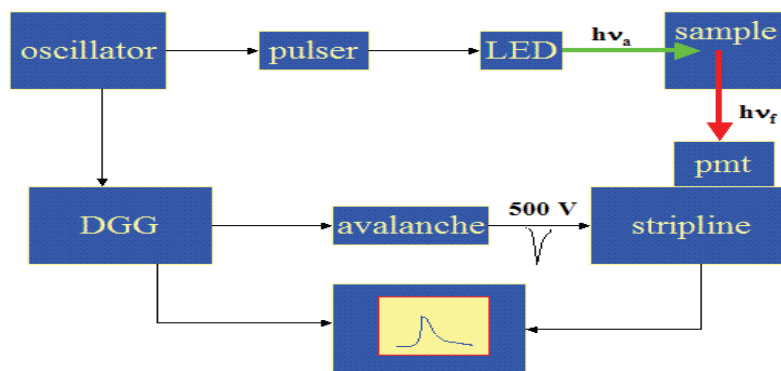 oscillator
pulser
LED
hνa
sample
hνf
pmt
DGG
avalanche
500 V
stripline